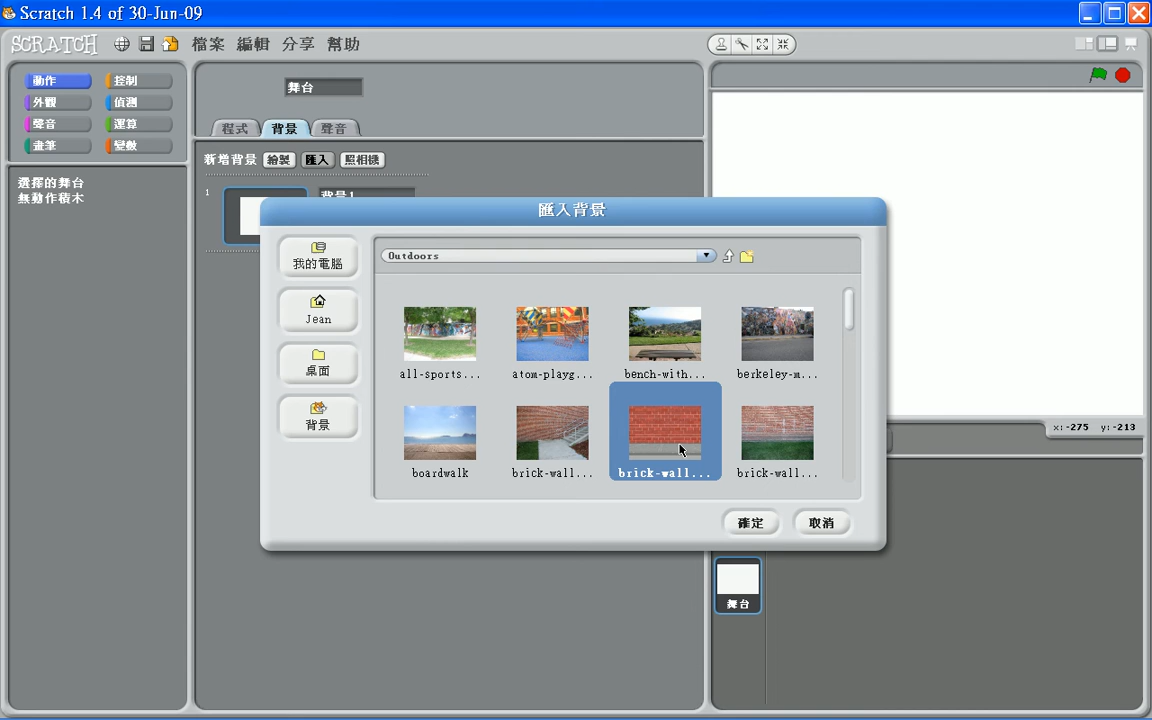 Scratch 1.4 of 30-Jun-09
SCRATCH 檔案 編輯 分享 幫助
動作 控制
外觀 偵測
聲音 運算
畫筆 變數
選擇的舞台
無動作積木
舞台
程式 背景 聲音
新增背景 繪製 匯入 照相機
1 背景1
匯入背景
我的電腦
Jean
桌面
背景
Outdoors
all-sports... atom-playg... bench-with... berkeley-m...
boardwalk brick-wall... brick-wall... brick-wall...
確定 取消
x: -275 y: -213
舞台